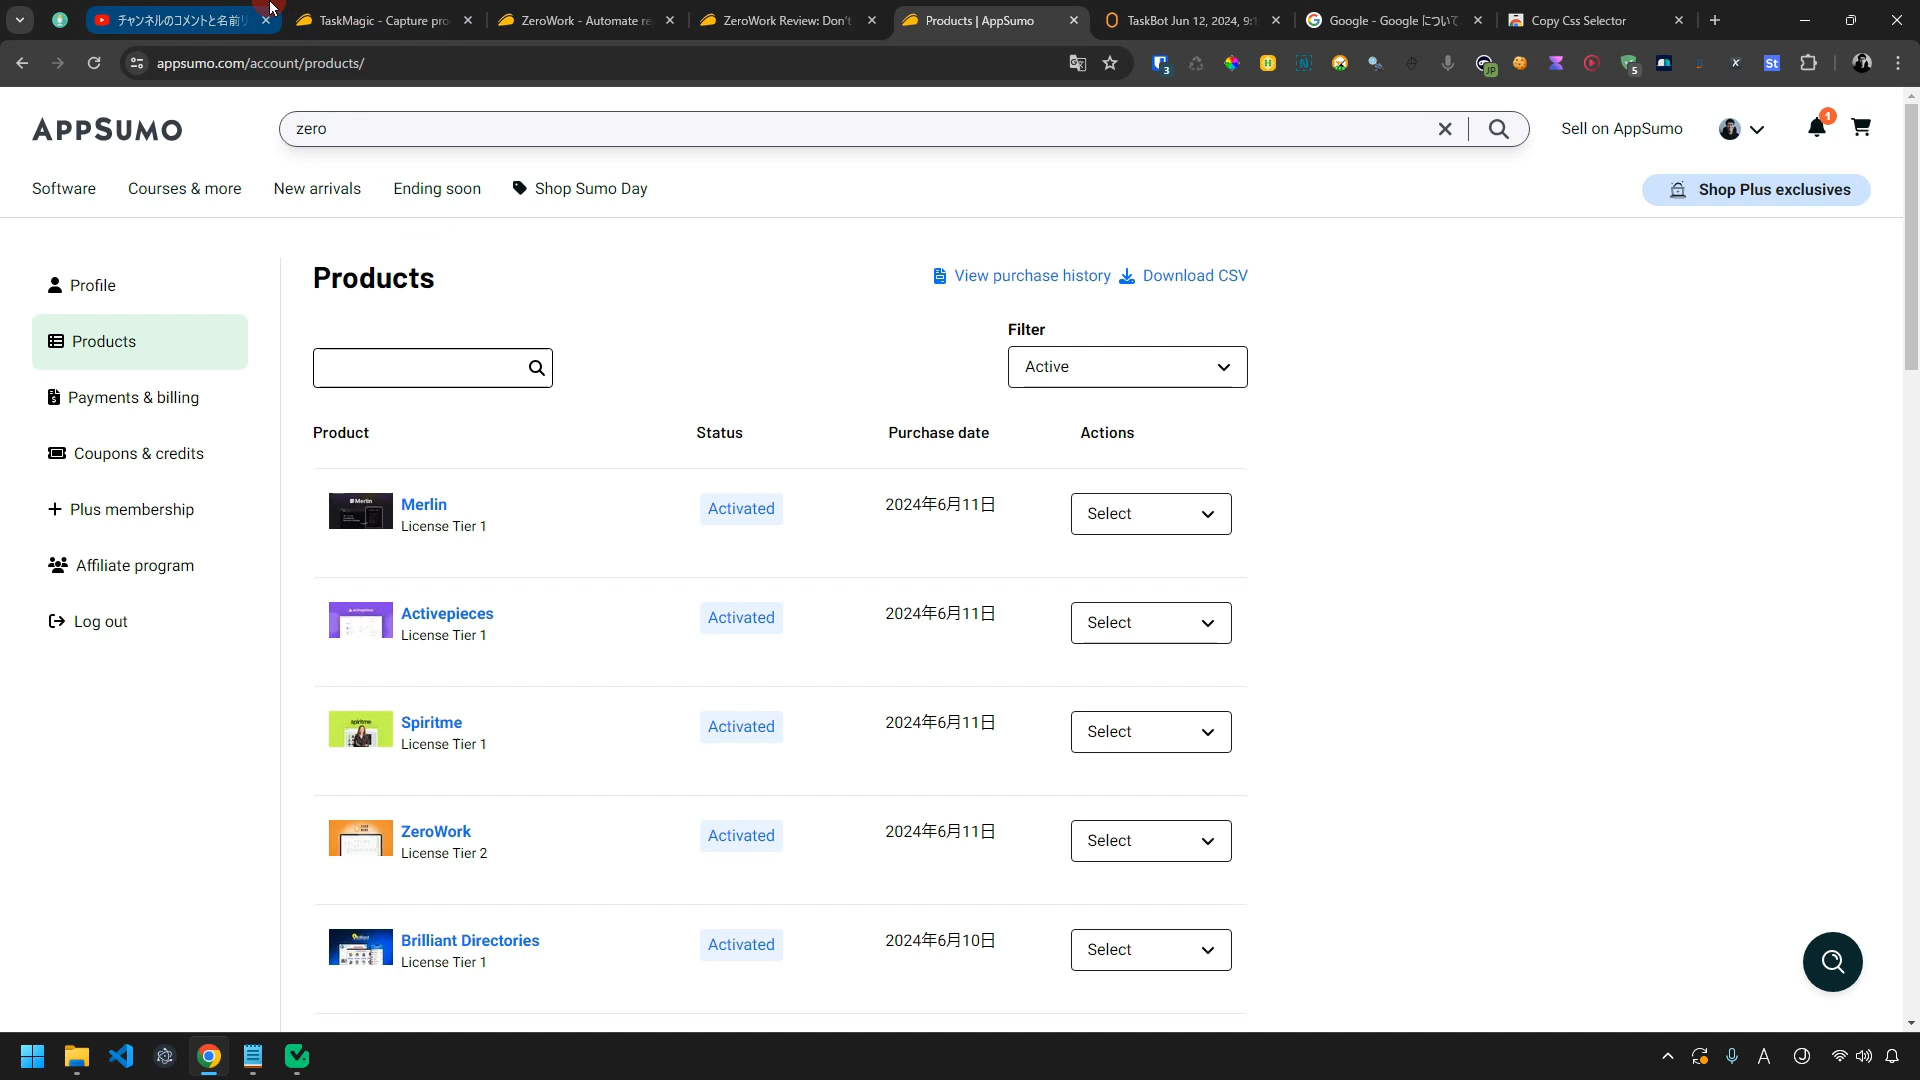 チャンネルのコメントと名前リ
TaskMagic - Capture pro
ZeroWork - Automate re
ZeroWork Review: Don't
Products | AppSumo
TaskBot Jun 12, 2024, 9:1
Google - Google について
Copy Css Selector
appsumo.com/account/products/
3
JP
5
St
APPSUMO
zero
Sell on AppSumo
1
Software
Courses & more
New arrivals
Ending soon
Shop Sumo Day
Shop Plus exclusives
Profile
Products
Payments & billing
Coupons & credits
Plus membership
Affiliate program
Log out
Products
View purchase history
Download CSV
Filter
Active
Product
Status
Purchase date
Actions
Merlin
License Tier 1
Activated
2024年6月11日
Select
Activepieces
License Tier 1
Activated
2024年6月11日
Select
Spiritme
License Tier 1
Activated
2024年6月11日
Select
ZeroWork
License Tier 2
Activated
2024年6月11日
Select
Brilliant Directories
License Tier 1
Activated
2024年6月10日
Select
A